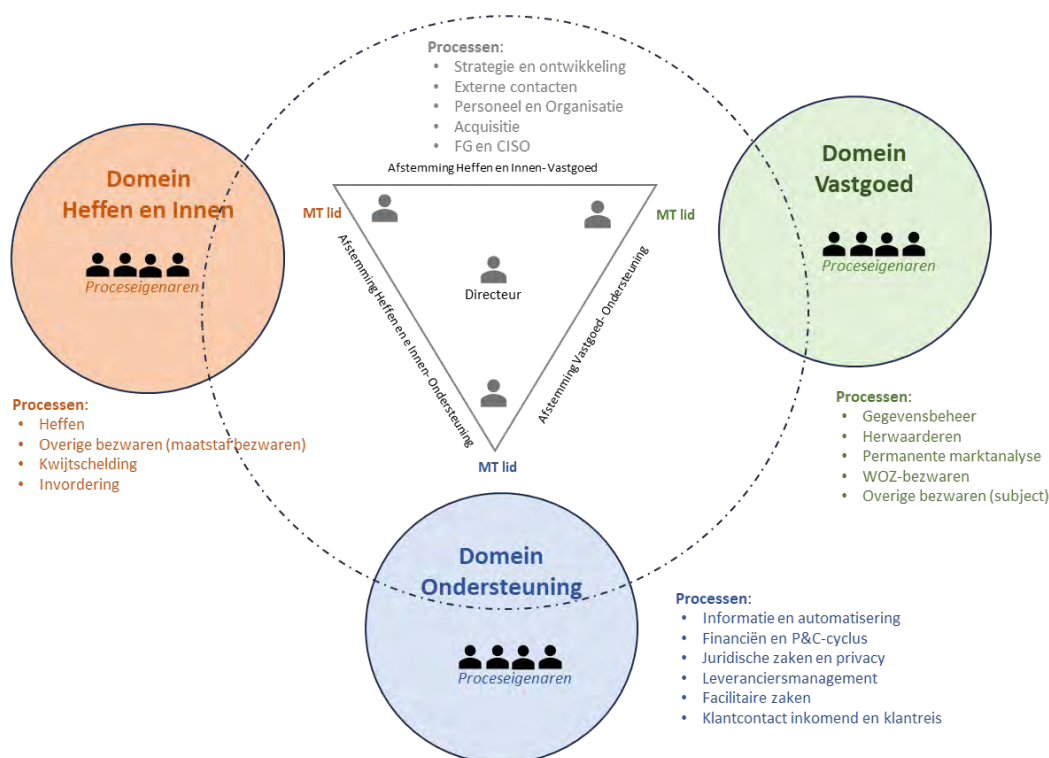 Processen:
• Strategie en ontwikkeling
• Externe contacten
• Personeel en Organisatie
• Acquisitie
• FG en CISO
Afstemming Heffen en Innen- Vastgoed
Domein
Heffen en Innen
Proceseigenaren
MT lid
MT lid
Directeur
Afstemming Heffen en e Innen- Ondersteuning
Afstemming Vastgoed- Ondersteuning
MT lid
Domein
Vastgoed
Proceseigenaren
Processen:
• Heffen
• Overige bezwaren (maatstaf bezwaren)
• Kwijtschelding
• Invordering
Processen:
• Gegevensbeheer
• Herwaarderen
• Permanente marktanalyse
• WOZ-bezwaren
• Overige bezwaren (subject)
Domein
Ondersteuning
Proceseigenaren
Processen:
• Informatie en automatisering
• Financiën en P&C-cyclus
• Juridische zaken en privacy
• Leveranciersmanagement
• Facilitaire zaken
• Klantcontact inkomend en klantreis